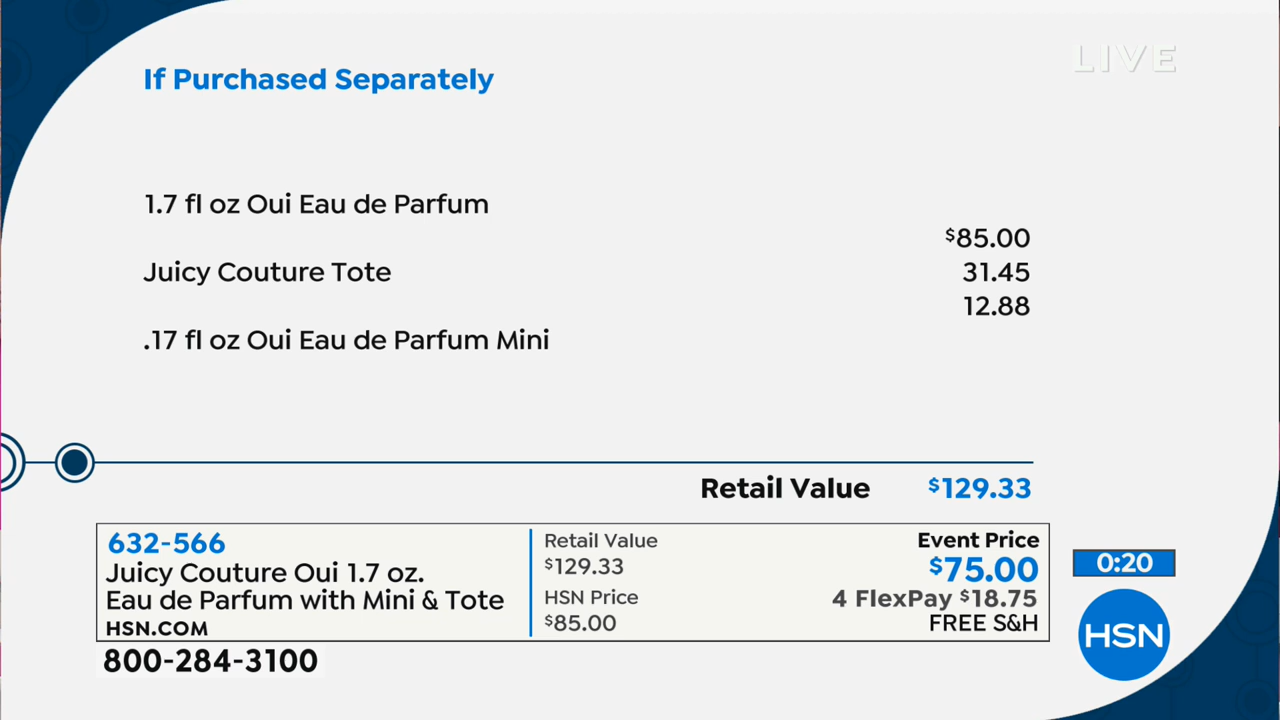 LIVE
If Purchased Separately
1.7 fl oz Oui Eau de Parfum
$85.00
Juicy Couture Tote
31.45
12.88
.17 fl oz Oui Eau de Parfum Mini
Retail Value $129.33
632-566
Juicy Couture Oui 1.7 oz.
Eau de Parfum with Mini & Tote
HSN.COM
Retail Value
$129.33
HSN Price
$85.00
Event Price
$75.00
4 FlexPay $18.75
FREE S&H
0:20
HSN
800-284-3100